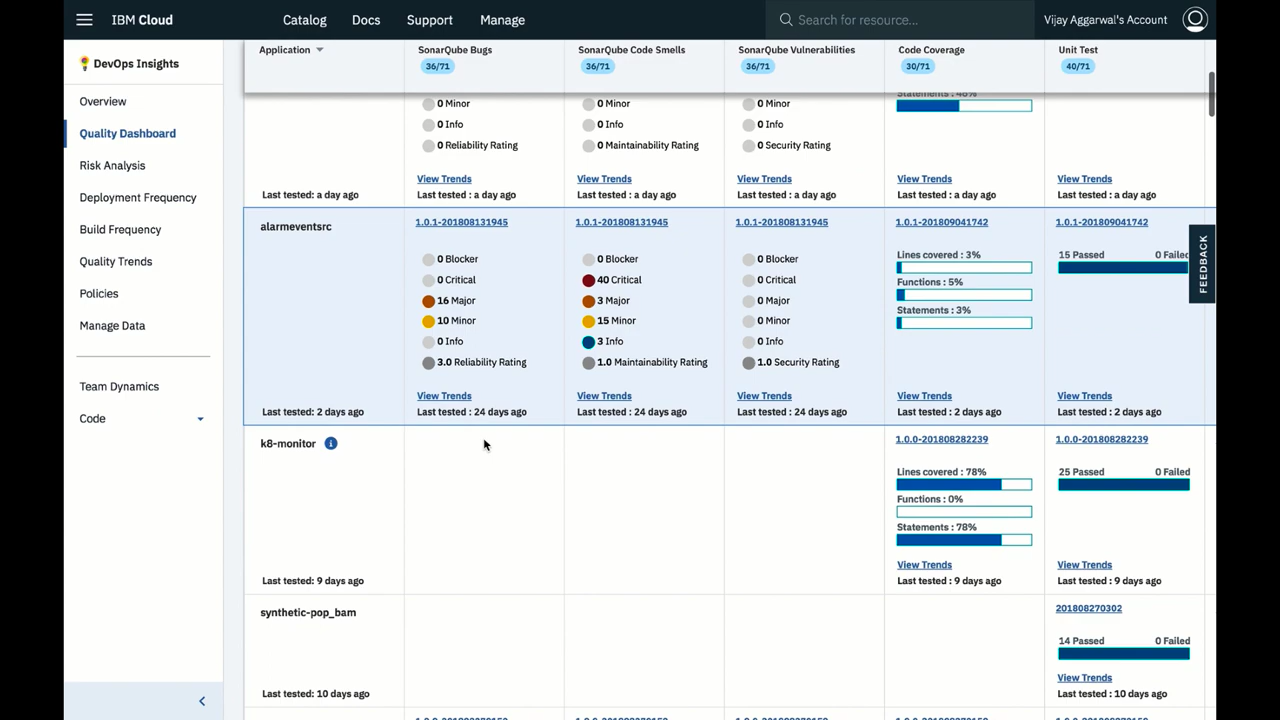 IBM Cloud
Catalog
Docs
Support
Manage
Search for resource...
Vijay Aggarwal's Account
DevOps Insights
Overview
Quality Dashboard
Risk Analysis
Deployment Frequency
Build Frequency
Quality Trends
Policies
Manage Data
Team Dynamics
Code
Application
SonarQube Bugs
36/71
SonarQube Code Smells
36/71
SonarQube Vulnerabilities
36/71
Code Coverage
30/71
Unit Test
40/71
Last tested: a day ago
0 Minor
0 Info
0 Reliability Rating
View Trends
Last tested : a day ago
0 Minor
0 Info
0 Maintainability Rating
View Trends
Last tested : a day ago
0 Minor
0 Info
0 Security Rating
View Trends
Last tested : a day ago
View Trends
Last tested : a day ago
View Trends
Last tested : a day ago
alarmeventsrc
Last tested: 2 days ago
1.0.1-201808131945
0 Blocker
0 Critical
16 Major
10 Minor
0 Info
3.0 Reliability Rating
View Trends
Last tested : 24 days ago
1.0.1-201808131945
0 Blocker
40 Critical
3 Major
15 Minor
3 Info
1.0 Maintainability Rating
View Trends
Last tested : 24 days ago
1.0.1-201808131945
0 Blocker
0 Critical
0 Major
0 Minor
0 Info
1.0 Security Rating
View Trends
Last tested : 24 days ago
1.0.1-201809041742
Lines covered : 3%
Functions : 5%
Statements : 3%
View Trends
Last tested : 2 days ago
1.0.1-201809041742
15 Passed 0 Failed
View Trends
Last tested : 2 days ago
FEEDBACK
k8-monitor
Last tested: 9 days ago
1.0.0-201808282239
Lines covered : 78%
Functions : 0%
Statements : 78%
View Trends
Last tested : 9 days ago
1.0.0-201808282239
25 Passed 0 Failed
View Trends
Last tested : 9 days ago
synthetic-pop_bam
Last tested: 10 days ago
201808270302
14 Passed 0 Failed
View Trends
Last tested : 10 days ago